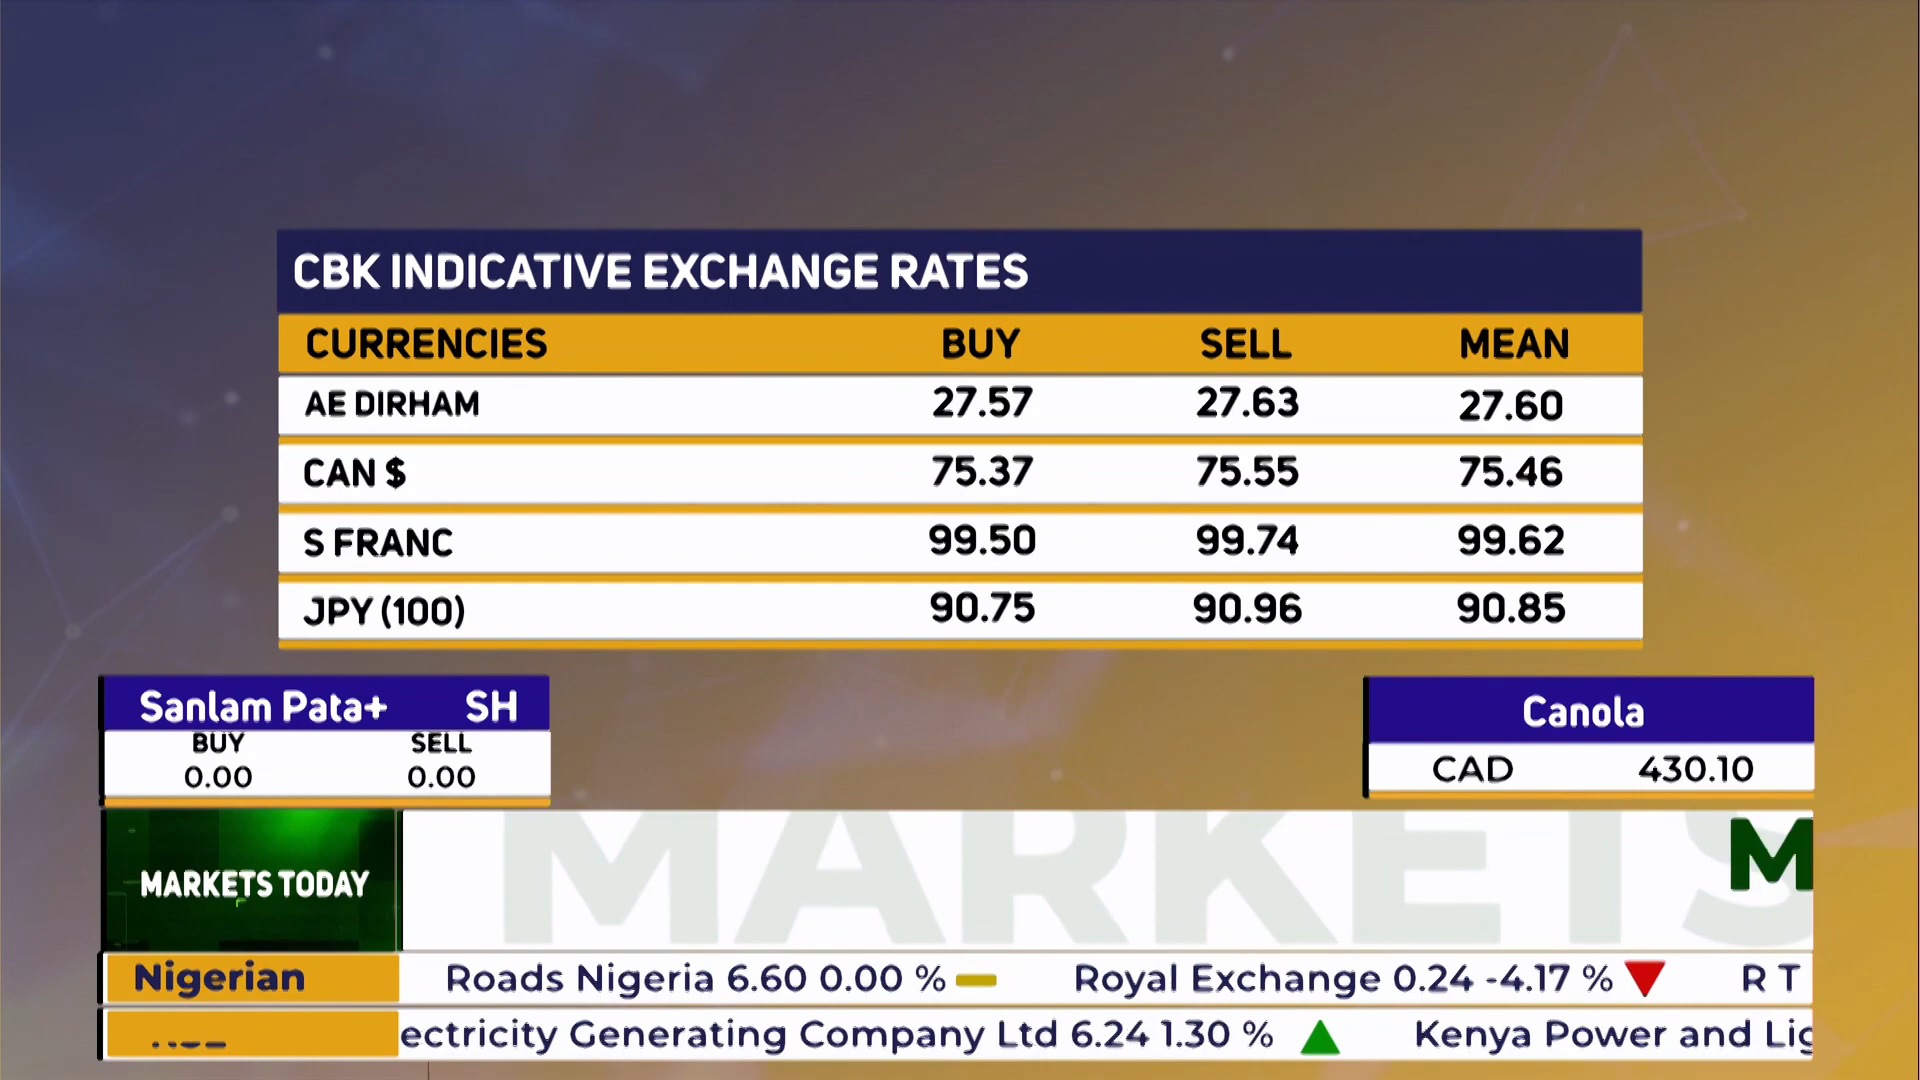 CBK INDICATIVE EXCHANGE RATES
CURRENCIES BUY SELL MEAN
AE DIRHAM 27.57 27.63 27.60
CAN $ 75.37 75.55 75.46
S FRANC 99.50 99.74 99.62
JPY (100) 90.75 90.96 90.85
Sanlam Pata+ SH
BUY SELL
0.00 0.00
Canola
CAD 430.10
MARKETS TODAY
MARKETS
M
Nigerian Roads Nigeria 6.60 0.00 % Royal Exchange 0.24 -4.17 % R T
ectricity Generating Company Ltd 6.24 1.30 % Kenya Power and Lig